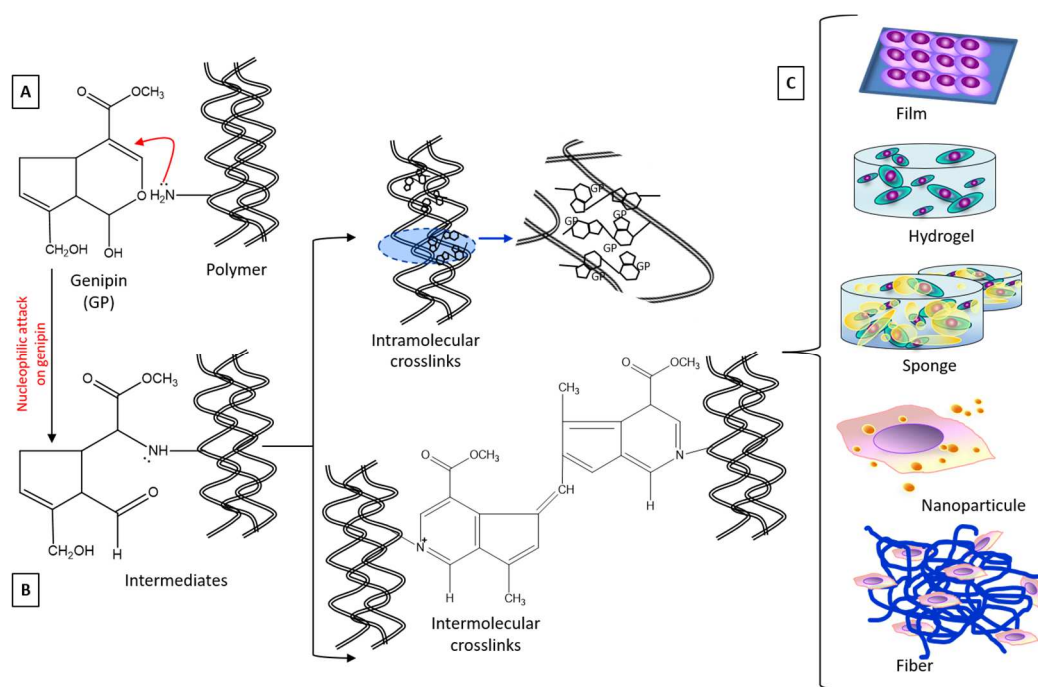 A
O
OCH3
O
H2N
CH2OH
OH
Genipin
(GP)
Polymer
Nucleophilic attack
on genipin
O
OCH3
NH
O
CH2OH
H
Intermediates
B
GP
GP
GP
GP
GP
GP
Intramolecular
crosslinks
O
OCH3
CH3
N
H
CH
O
OCH3
N+
H
CH3
Intermolecular
crosslinks
C
Film
Hydrogel
Sponge
Nanoparticule
Fiber